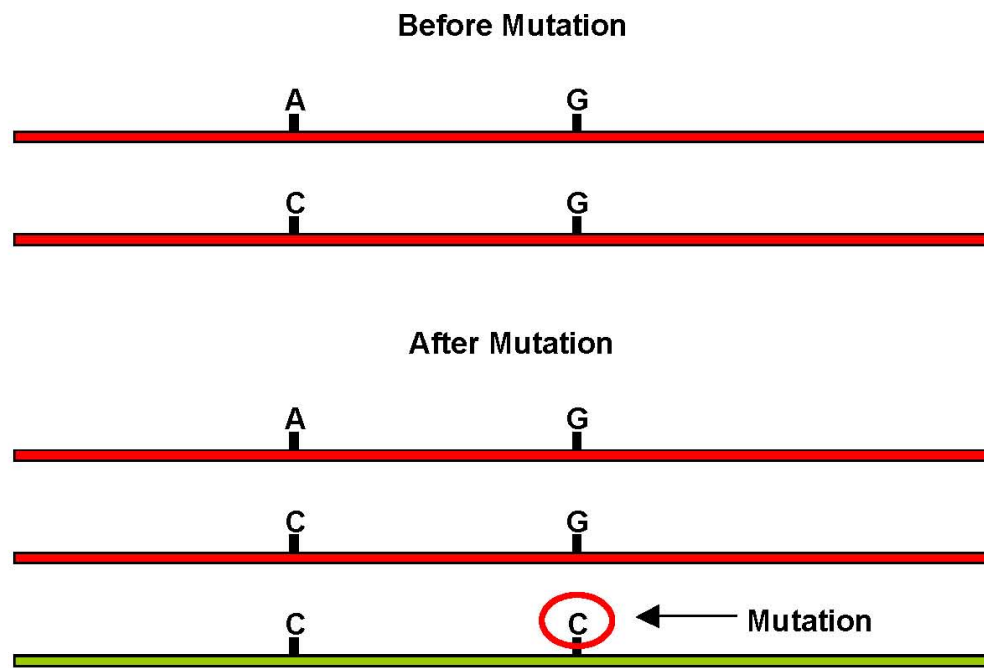 Before Mutation
A G
C G
After Mutation
A G
C G
C C
Mutation